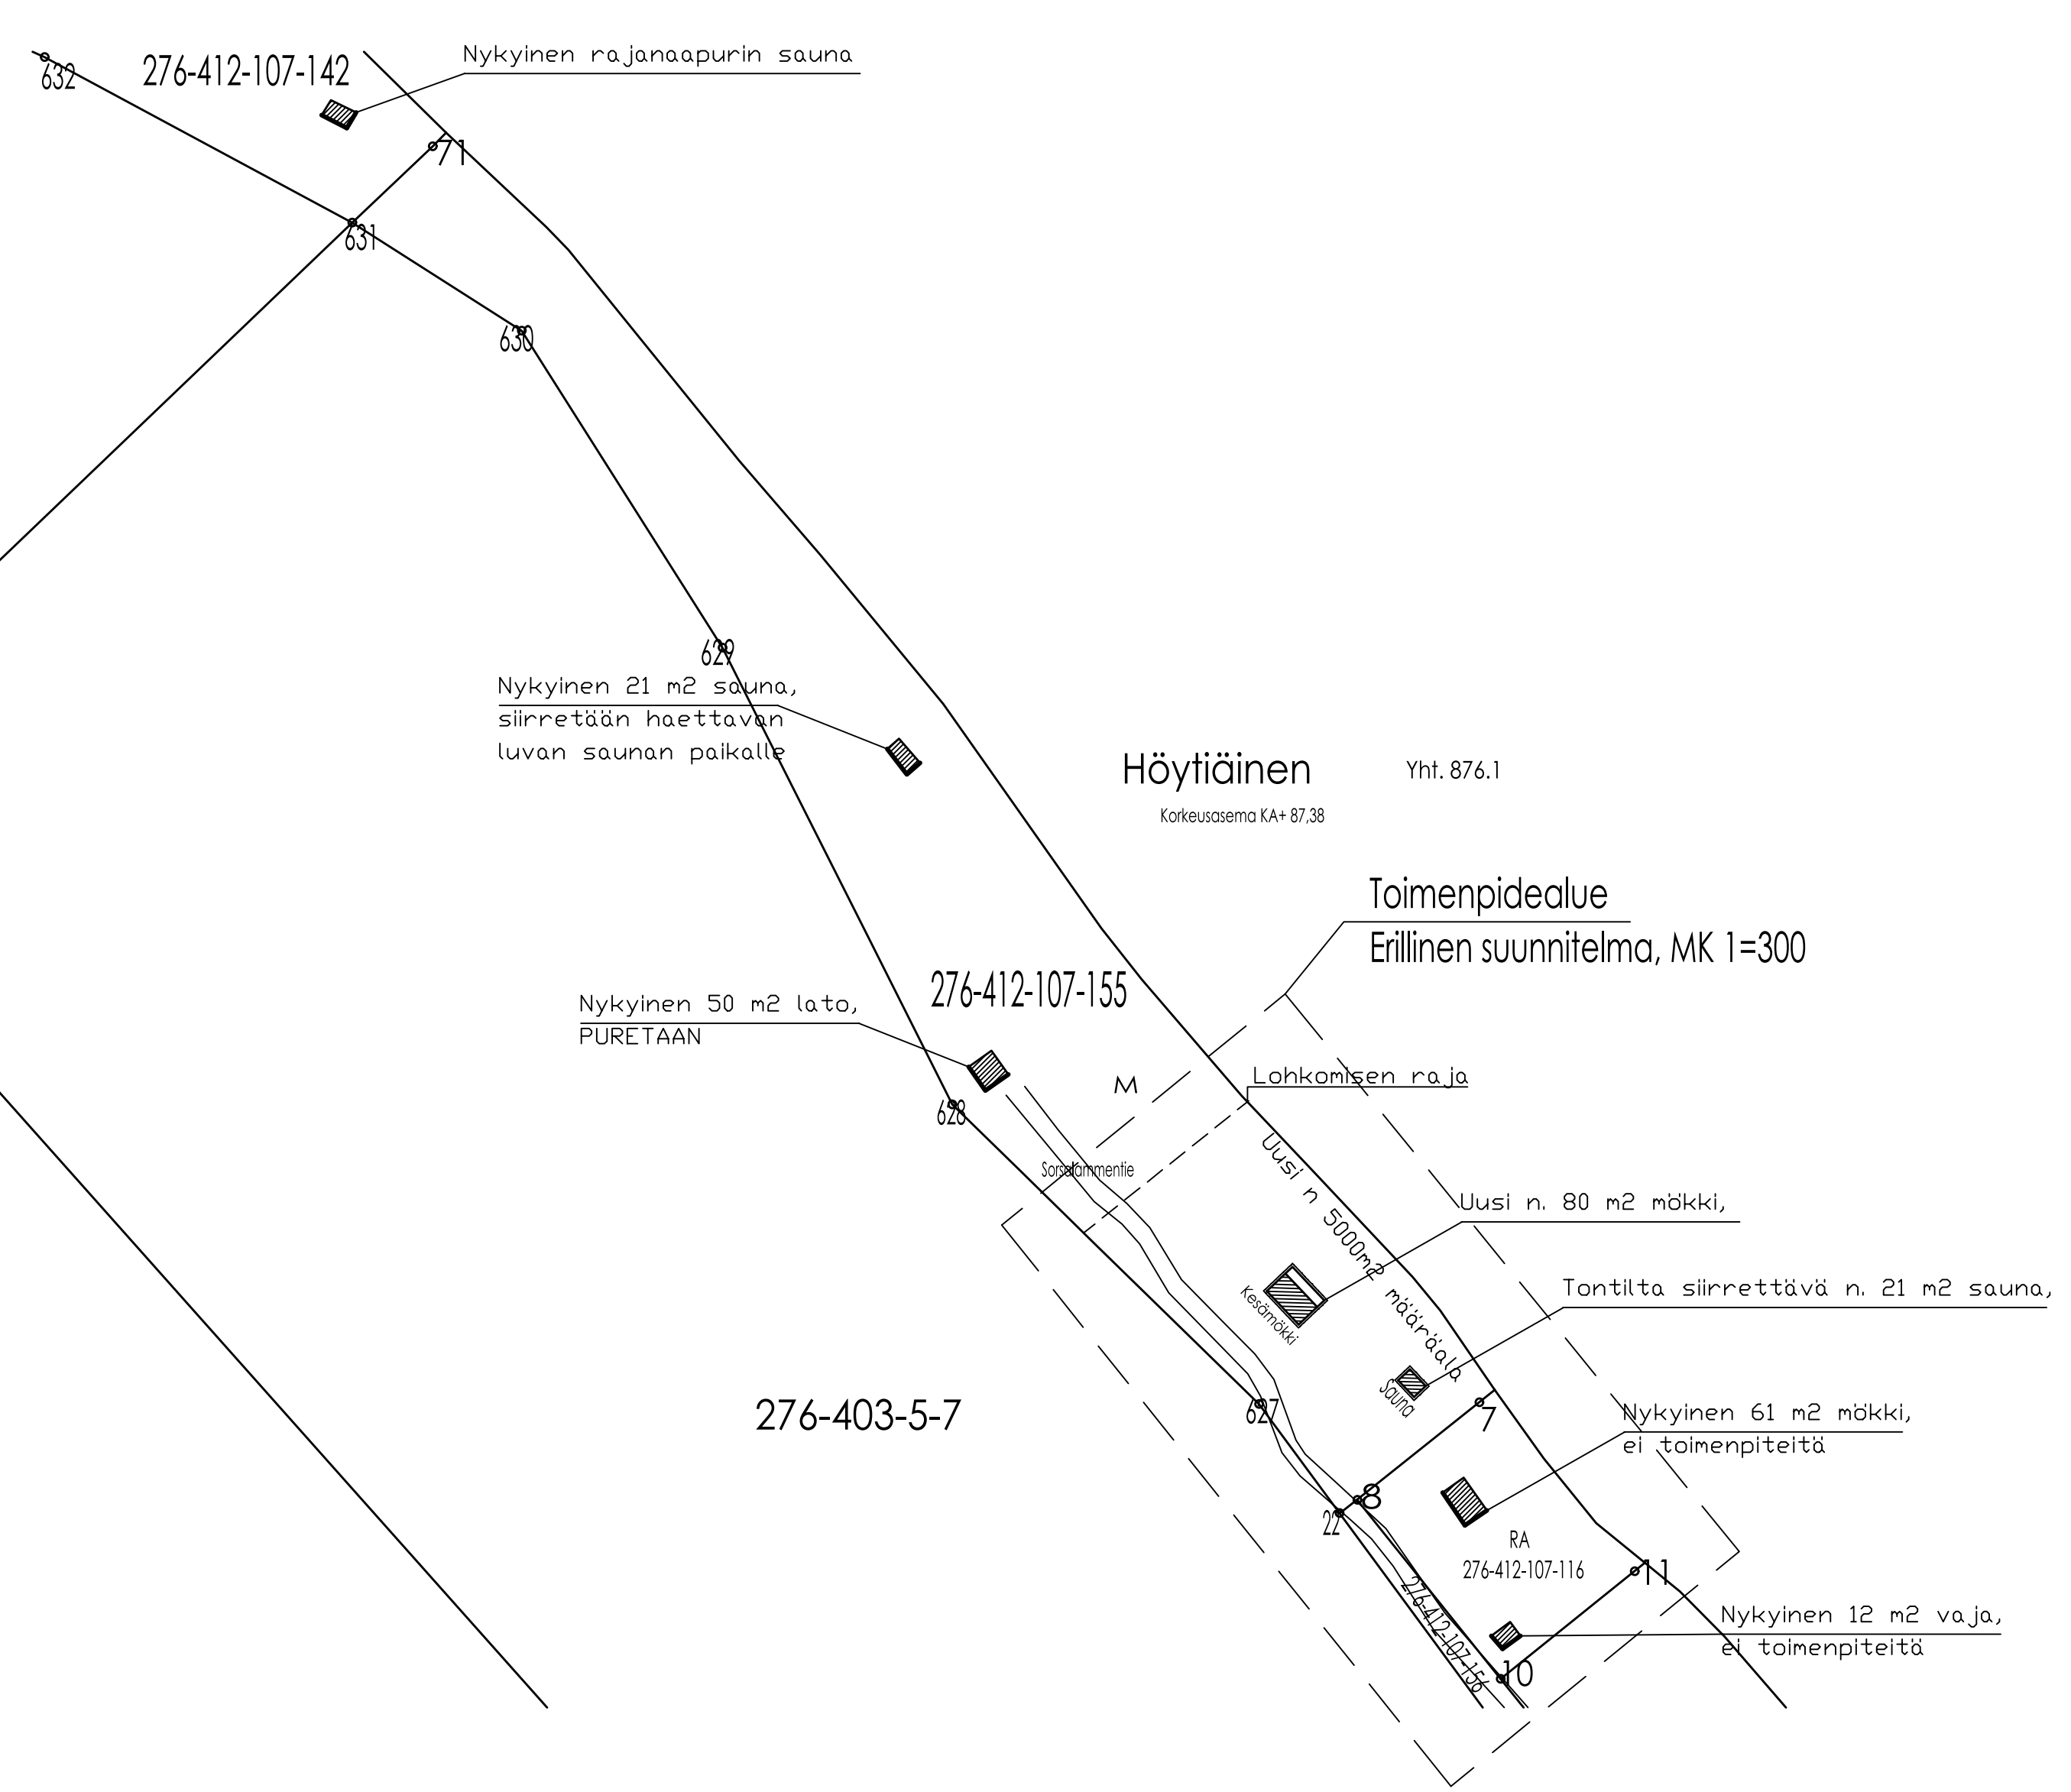 632
276-412-107-142
Nykyinen rajanaapurin sauna
71
631
630
629
Nykyinen 21 m2 sauna,
siirretään haettavan
luvan saunan paikalle
Höytiäinen
Yht. 876.1
Korkeusasema KA+ 87,38
Toimenpidealue
Erillinen suunnitelma, MK 1=300
276-412-107-155
Nykyinen 50 m2 lato,
PURETAAN
M
Lohkomisen raja
628
Sorsalammentie
Uusi n 5000m2 määräala
Uusi n. 80 m2 mökki,
Kesämökki
Tontilta siirrettävä n. 21 m2 sauna,
Sauna
276-403-5-7
627
7
Nykyinen 61 m2 mökki,
ei toimenpiteitä
8
22
RA
276-412-107-116
11
276-412-107-156
Nykyinen 12 m2 vaja,
ei toimenpiteitä
10